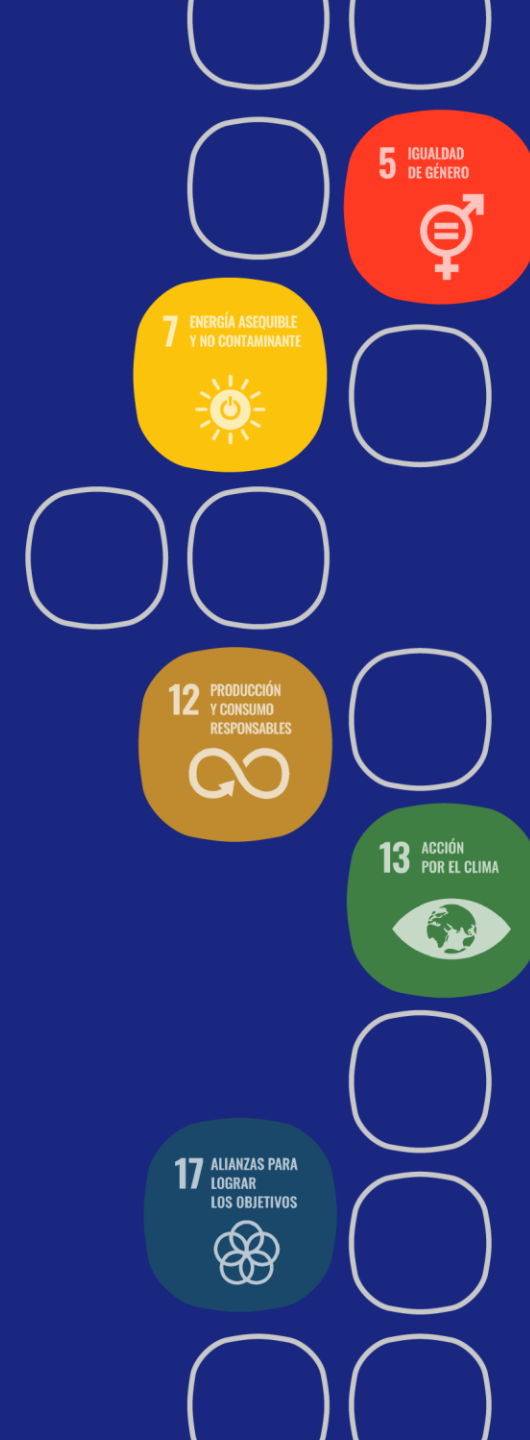 5 IGUALDAD
DE GÉNERO
7 ENERGÍA ASEQUIBLE
Y NO CONTAMINANTE
12 PRODUCCIÓN
Y CONSUMO
RESPONSABLES
13 ACCIÓN
POR EL CLIMA
17 ALIANZAS PARA
LOGRAR
LOS OBJETIVOS